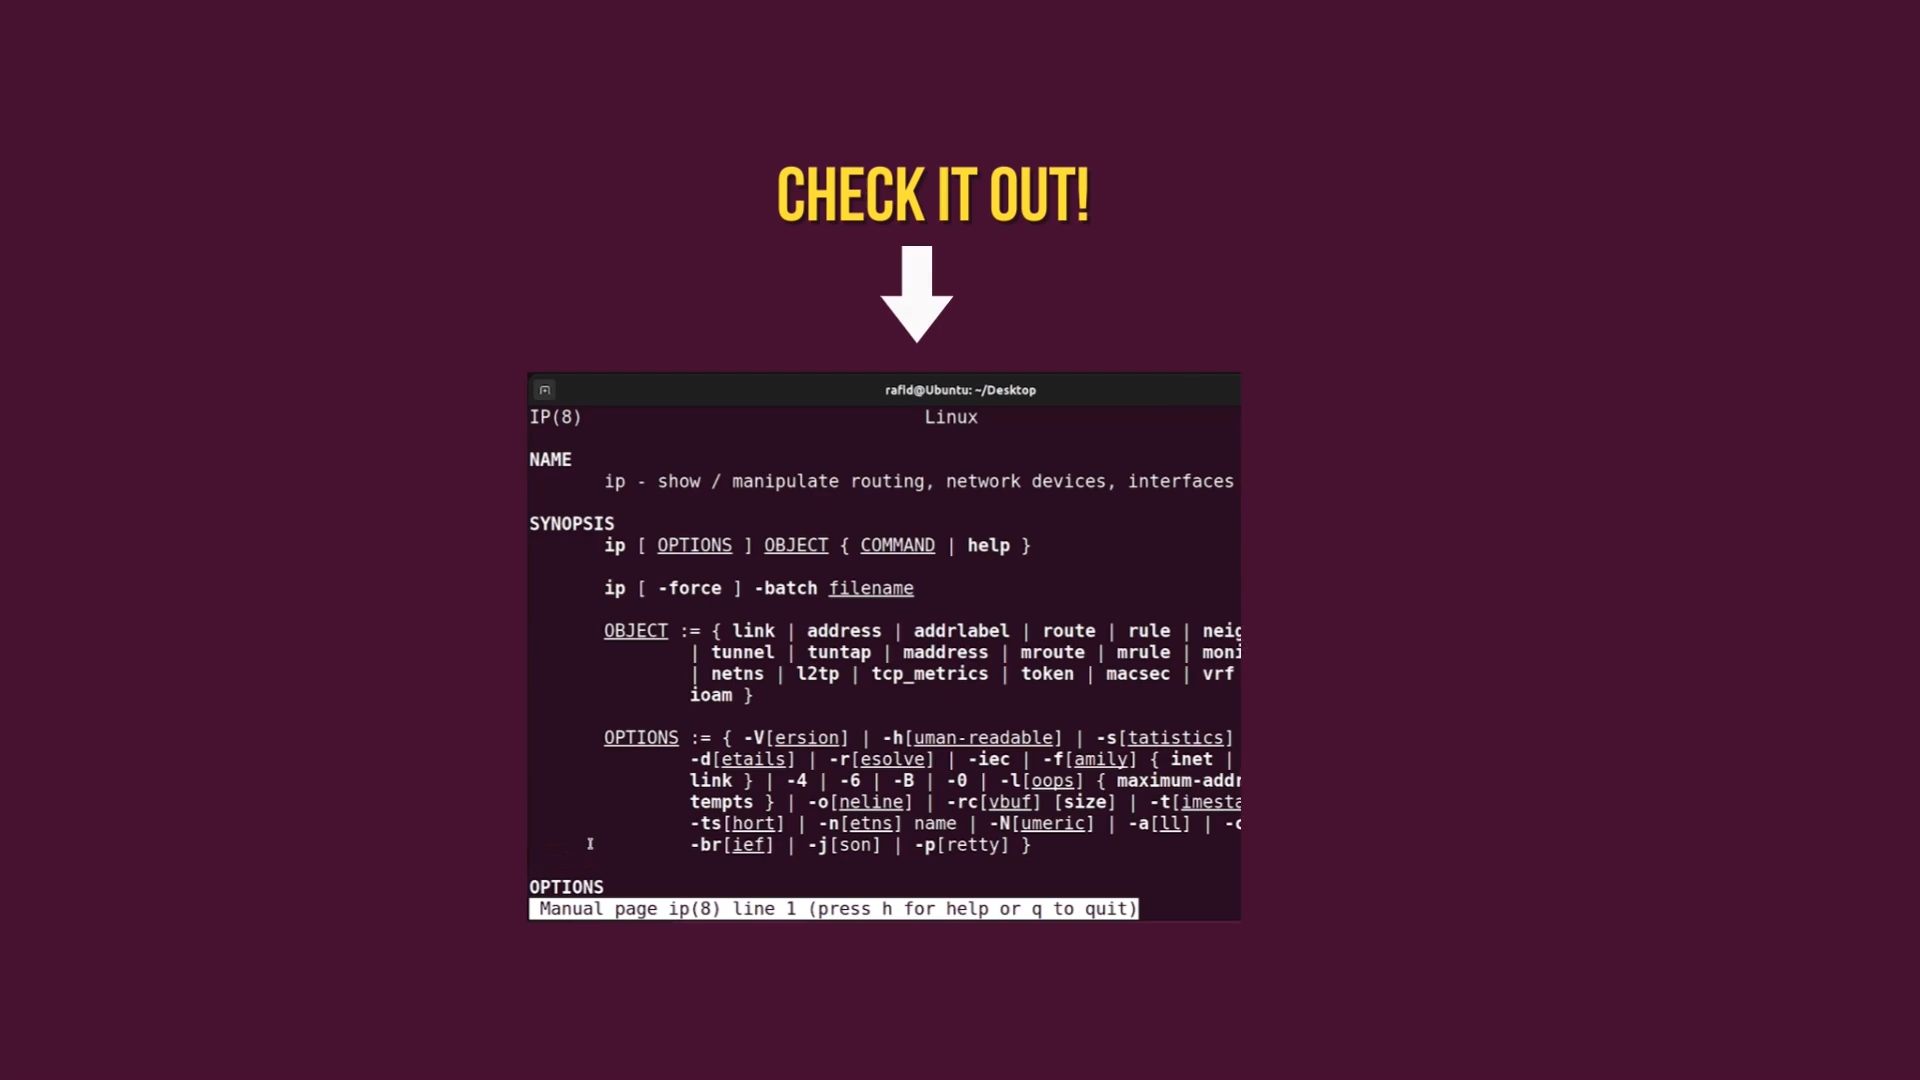 CHECK IT OUT!
rafid@Ubuntu: ~/Desktop
IP(8) Linux
NAME
ip - show / manipulate routing, network devices, interfaces
SYNOPSIS
ip [ OPTIONS ] OBJECT { COMMAND | help }
ip [ -force ] -batch filename
OBJECT := { link | address | addrlabel | route | rule | neig
| tunnel | tuntap | maddress | mroute | mrule | moni
| netns | l2tp | tcp_metrics | token | macsec | vrf
ioam }
OPTIONS := { -V[ersion] | -h[uman-readable] | -s[tatistics]
-d[etails] | -r[esolve] | -iec | -f[amily] { inet |
link } | -4 | -6 | -B | -0 | -l[oops] { maximum-addr
tempts } | -o[neline] | -rc[vbuf] [size] | -t[imesta
-ts[hort] | -n[etns] name | -N[umeric] | -a[ll] | -c
-br[ief] | -j[son] | -p[retty] }
OPTIONS
Manual page ip(8) line 1 (press h for help or q to quit)